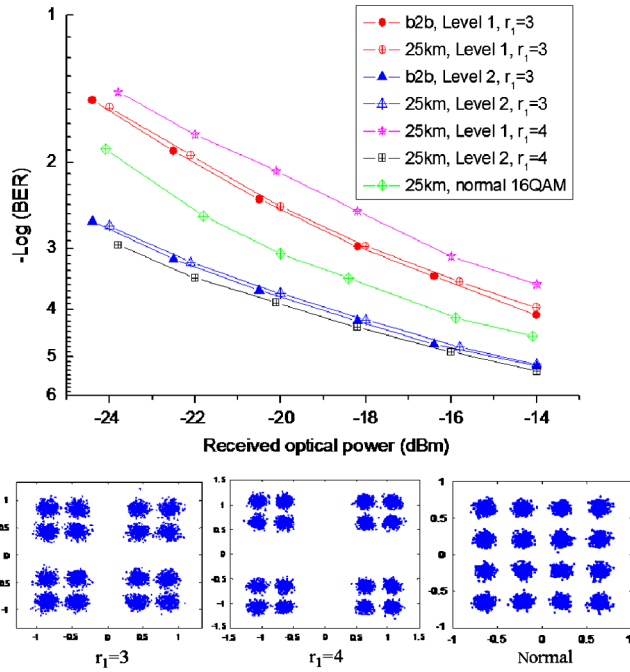 1
2
3
4
5
6
-Log (BER)
b2b, Level 1, r1=3
25km, Level 1, r1=3
b2b, Level 2, r1=3
25km, Level 2, r1=3
25km, Level 1, r1=4
25km, Level 2, r1=4
25km, normal 16QAM
-24 -22 -20 -18 -16 -14
Received optical power (dBm)
1
0.5
0
-0.5
-1
-1 -0.5 0 0.5 1
r1=3
1.5
1
0.5
0
-0.5
-1
-1.5
-1.5 -1 -0.5 0 0.5 1 1.5
r1=4
1
0.5
0
-0.5
-1
-1 -0.5 0 0.5 1
Normal